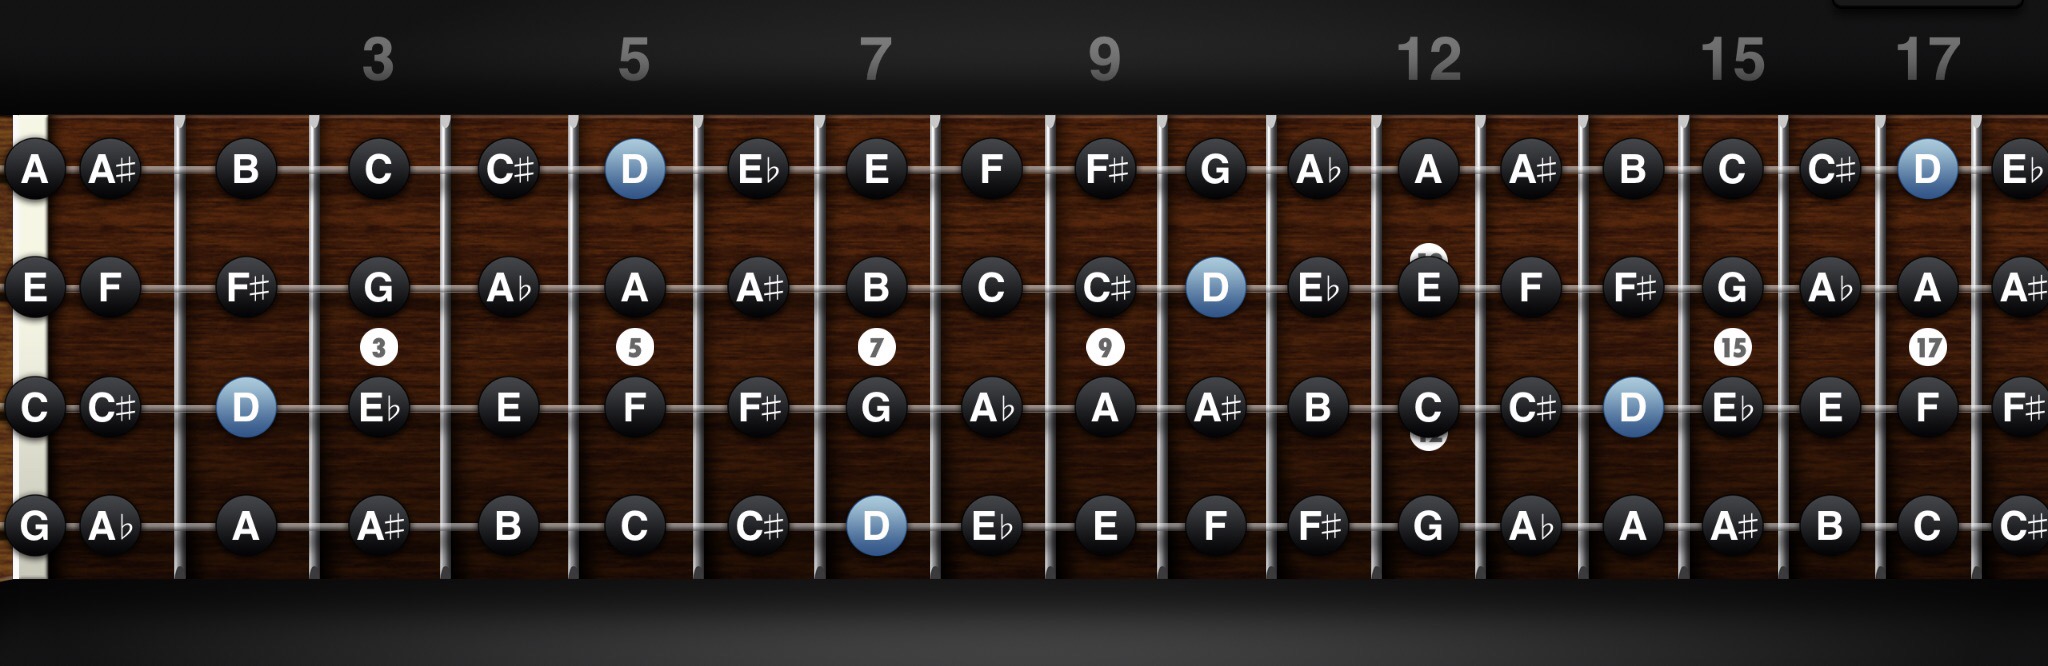 3 5 7 9 12 15 17
A A♯ B C C♯ D E♭ E F F♯ G A♭ A A♯ B C C♯ D E♭
E F F♯ G A♭ A A♯ B C C♯ D E♭ E F F♯ G A♭ A A♯
3 5 7 9 15 17
C C♯ D E♭ E F F♯ G A♭ A A♯ B C C♯ D E♭ E F F♯
G A♭ A A♯ B C C♯ D E♭ E F F♯ G A♭ A A♯ B C C♯